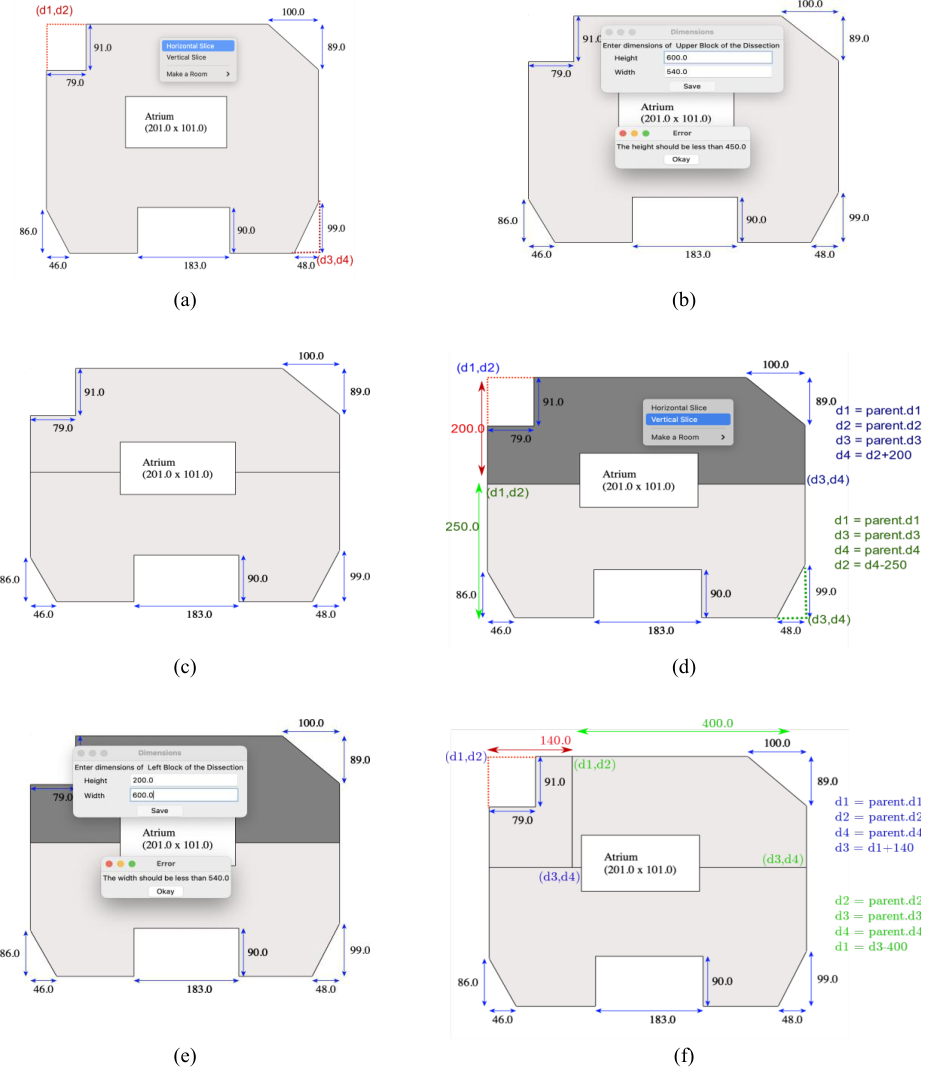 (d1,d2)
100.0
91.0
89.0
79.0
Horizontal Slice
Vertical Slice
Make a Room
Atrium
(201.0 x 101.0)
86.0
90.0
99.0
46.0
183.0
48.0
(d3,d4)
(a)
100.0
91.0
89.0
79.0
Dimensions
Enter dimensions of Upper Block of the Dissection
Height
600.0
Width
540.0
Save
Atrium
(201.0 x 101.0)
Error
The height should be less than 450.0
Okay
86.0
90.0
99.0
46.0
183.0
48.0
(b)
100.0
91.0
89.0
79.0
Atrium
(201.0 x 101.0)
86.0
90.0
99.0
46.0
183.0
48.0
(c)
(d1,d2)
100.0
91.0
89.0
200.0
79.0
Horizontal Slice
Vertical Slice
Make a Room
d1 = parent.d1
d2 = parent.d2
d3 = parent.d3
d4 = d2+200
Atrium
(201.0 x 101.0)
(d1,d2)
(d3,d4)
250.0
d1 = parent.d1
d3 = parent.d3
d4 = parent.d4
d2 = d4-250
86.0
90.0
99.0
46.0
183.0
48.0
(d3,d4)
(d)
100.0
89.0
79.0
Dimensions
Enter dimensions of Left Block of the Dissection
Height
200.0
Width
600.0
Save
Atrium
(201.0 x 101.0)
Error
The width should be less than 540.0
Okay
86.0
90.0
99.0
46.0
183.0
48.0
(e)
400.0
140.0
100.0
(d1,d2)
(d1,d2)
91.0
89.0
79.0
d1 = parent.d1
d2 = parent.d2
d4 = parent.d4
d3 = d1+140
Atrium
(201.0 x 101.0)
(d3,d4)
(d3,d4)
d2 = parent.d2
d3 = parent.d3
d4 = parent.d4
d1 = d3-400
86.0
90.0
99.0
46.0
183.0
48.0
(f)